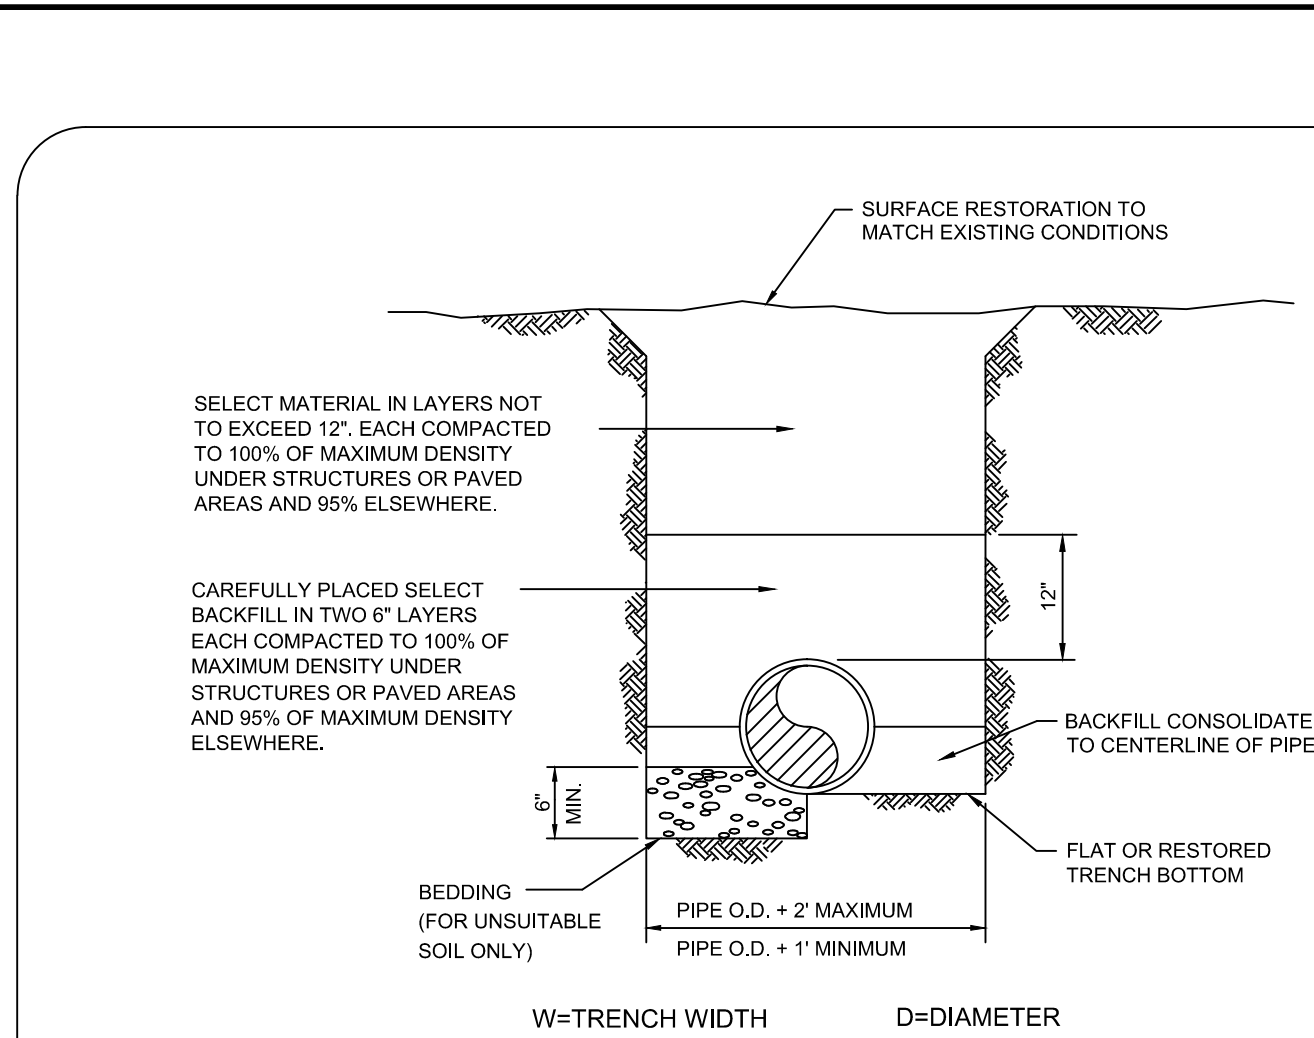 SURFACE RESTORATION TO
MATCH EXISTING CONDITIONS
SELECT MATERIAL IN LAYERS NOT
TO EXCEED 12". EACH COMPACTED
TO 100% OF MAXIMUM DENSITY
UNDER STRUCTURES OR PAVED
AREAS AND 95% ELSEWHERE.
CAREFULLY PLACED SELECT
BACKFILL IN TWO 6" LAYERS
EACH COMPACTED TO 100% OF
MAXIMUM DENSITY UNDER
STRUCTURES OR PAVED AREAS
AND 95% OF MAXIMUM DENSITY
ELSEWHERE.
12"
BACKFILL CONSOLIDATE
TO CENTERLINE OF PIPE
6"
MIN.
FLAT OR RESTORED
TRENCH BOTTOM
BEDDING
(FOR UNSUITABLE
SOIL ONLY)
PIPE O.D. + 2' MAXIMUM
PIPE O.D. + 1' MINIMUM
W=TRENCH WIDTH
D=DIAMETER